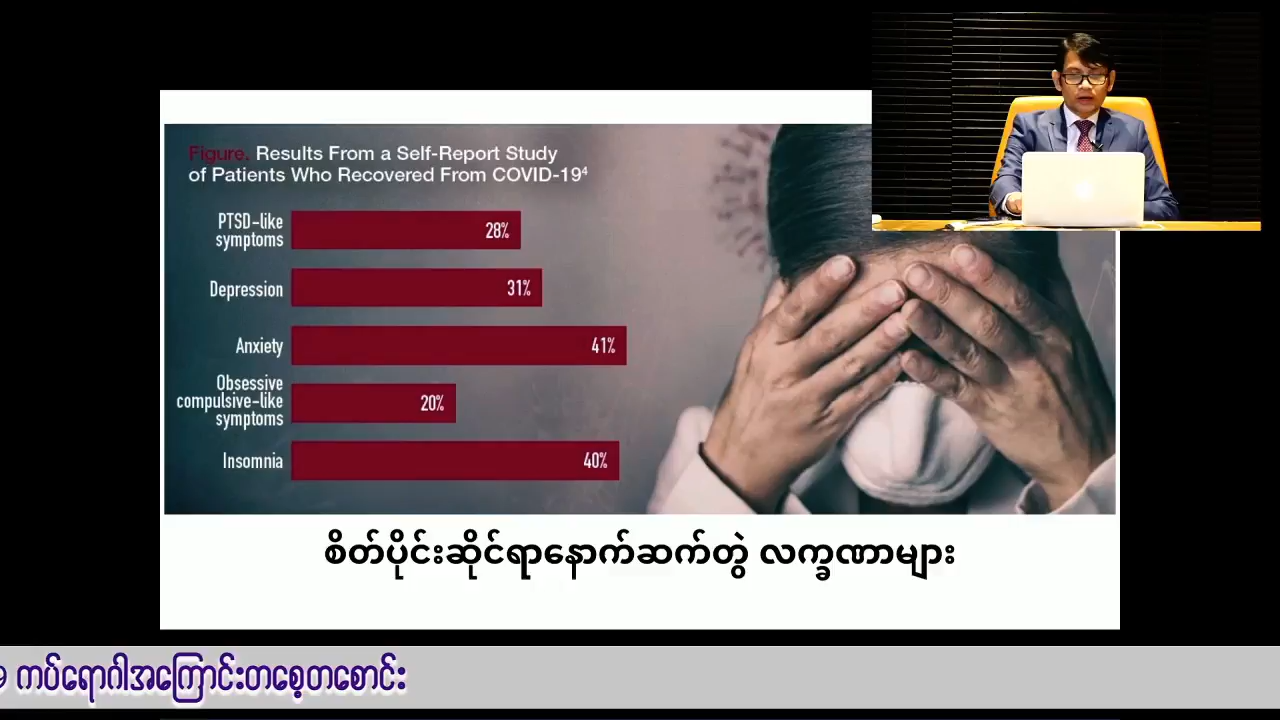 Figure. Results From a Self-Report Study
of Patients Who Recovered From COVID-19⁴
PTSD-like
symptoms
28%
Depression
31%
Anxiety
41%
Obsessive
compulsive-like
symptoms
20%
Insomnia
40%
စိတ်ပိုင်းဆိုင်ရာနောက်ဆက်တွဲ လက္ခဏာများ
ကပ်ရောဂါအကြောင်းတစေ့တစောင်း